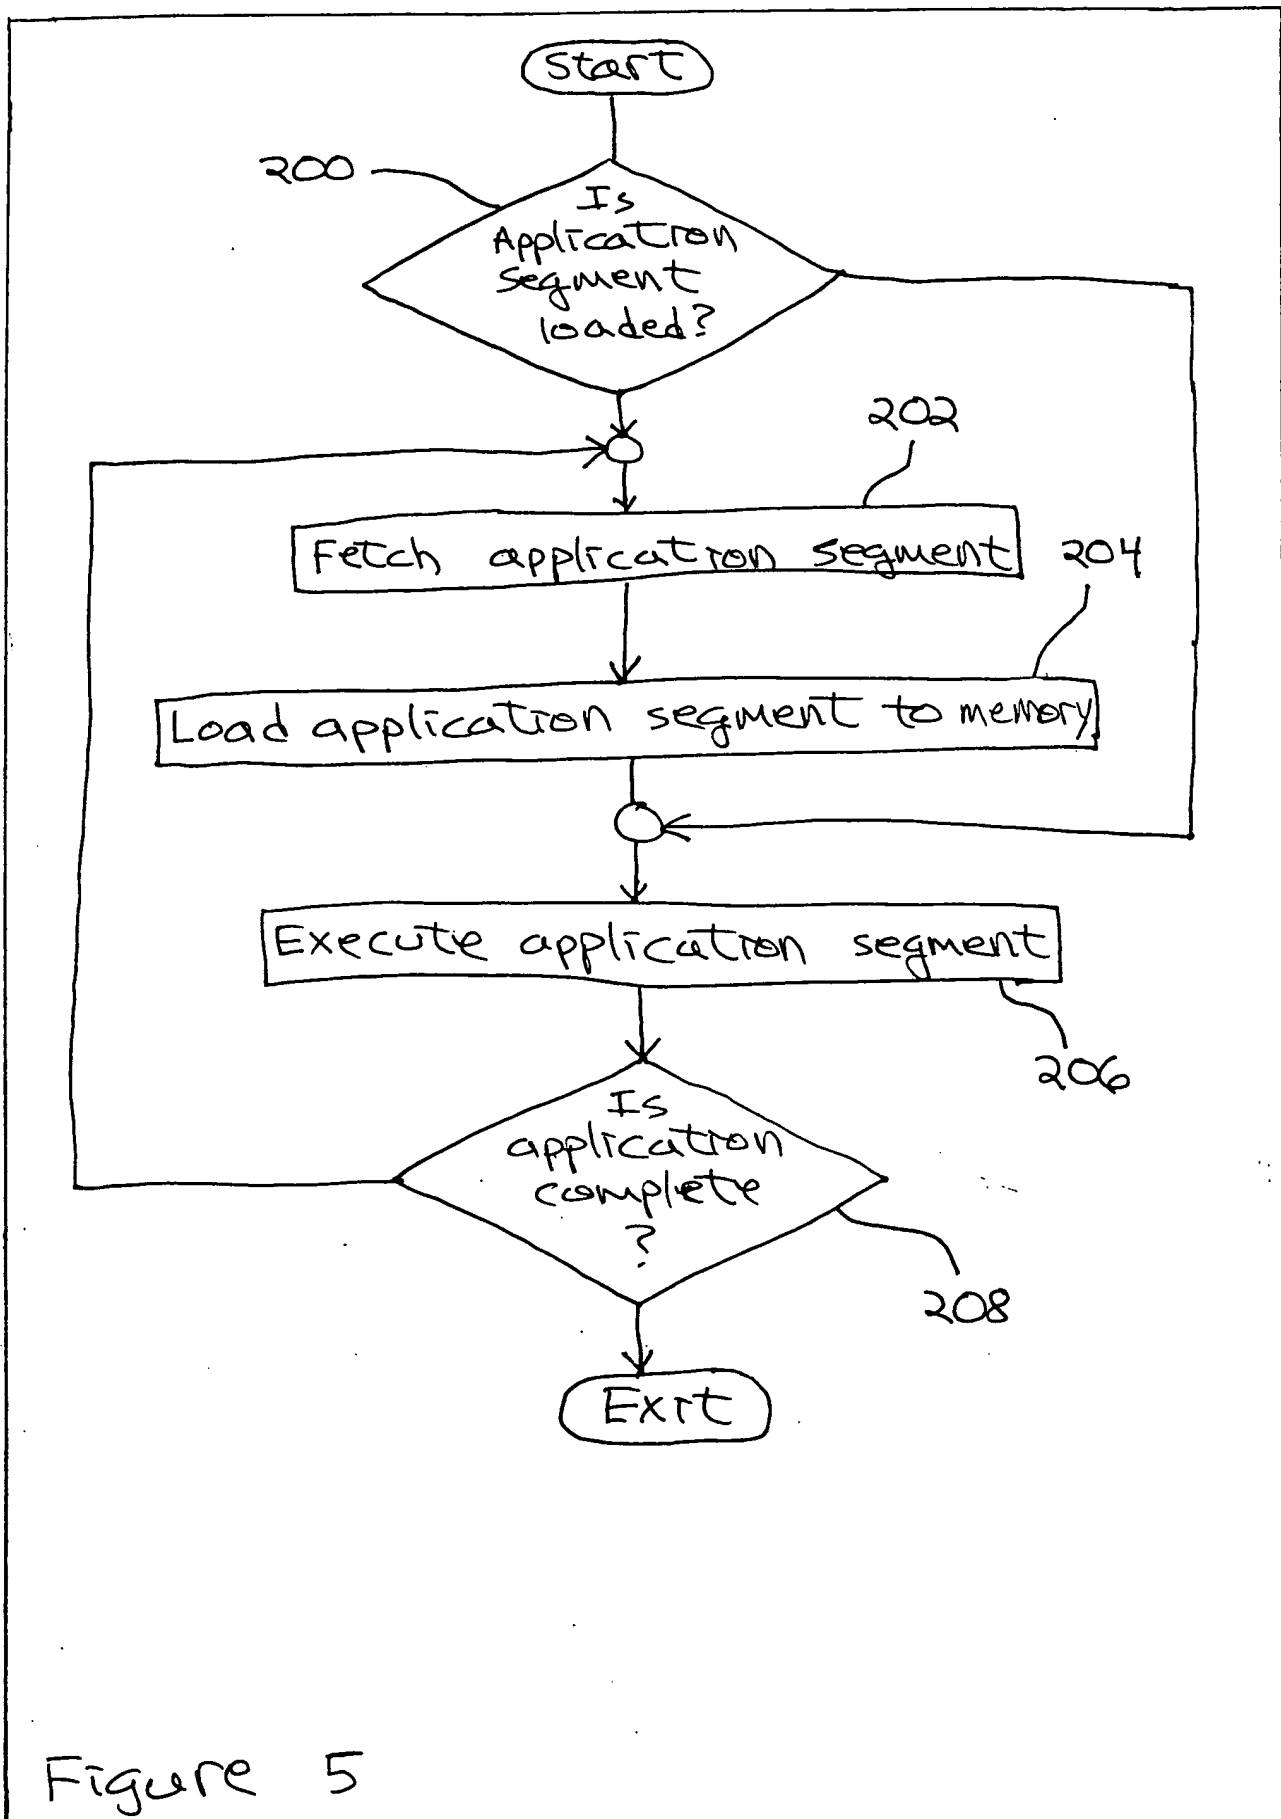 Start
200
Is
Application
segment
loaded?
202
Fetch application segment
204
Load application segment to memory
Execute application segment
206
Is
application
complete
?
208
Exit
Figure 5